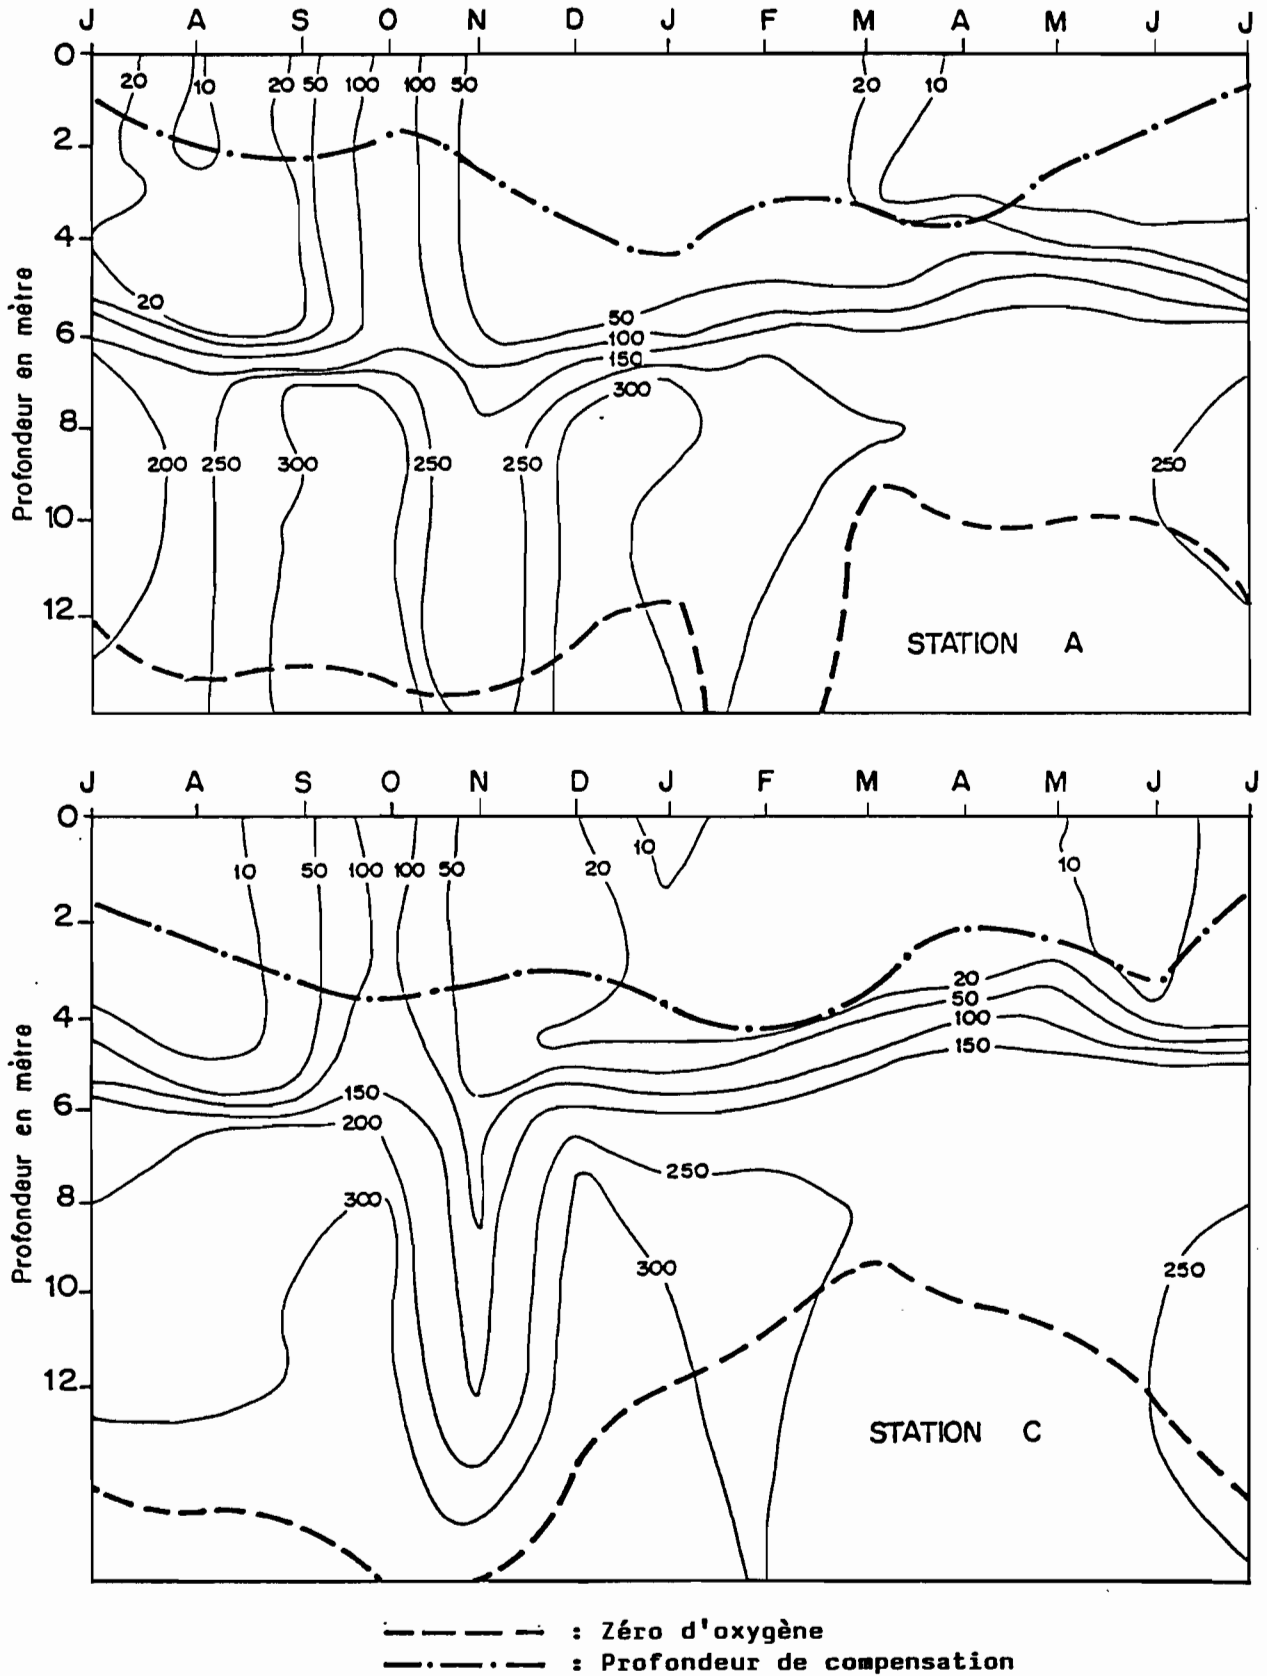 J A S O N D J F M A M J J
0
20 10 20 50 100 100 50 20 10
2
4
20
50
6
100
150
300
8
200 250 300 250 250 250
10
12
STATION A
Profondeur en mètre
J A S O N D J F M A M J J
0
10 50 100 100 50 20 10 10
2
20
4
50
100
150
6
150
200
250
8
300
300 250
10
12
STATION C
Profondeur en mètre
: Zéro d'oxygène
: Profondeur de compensation